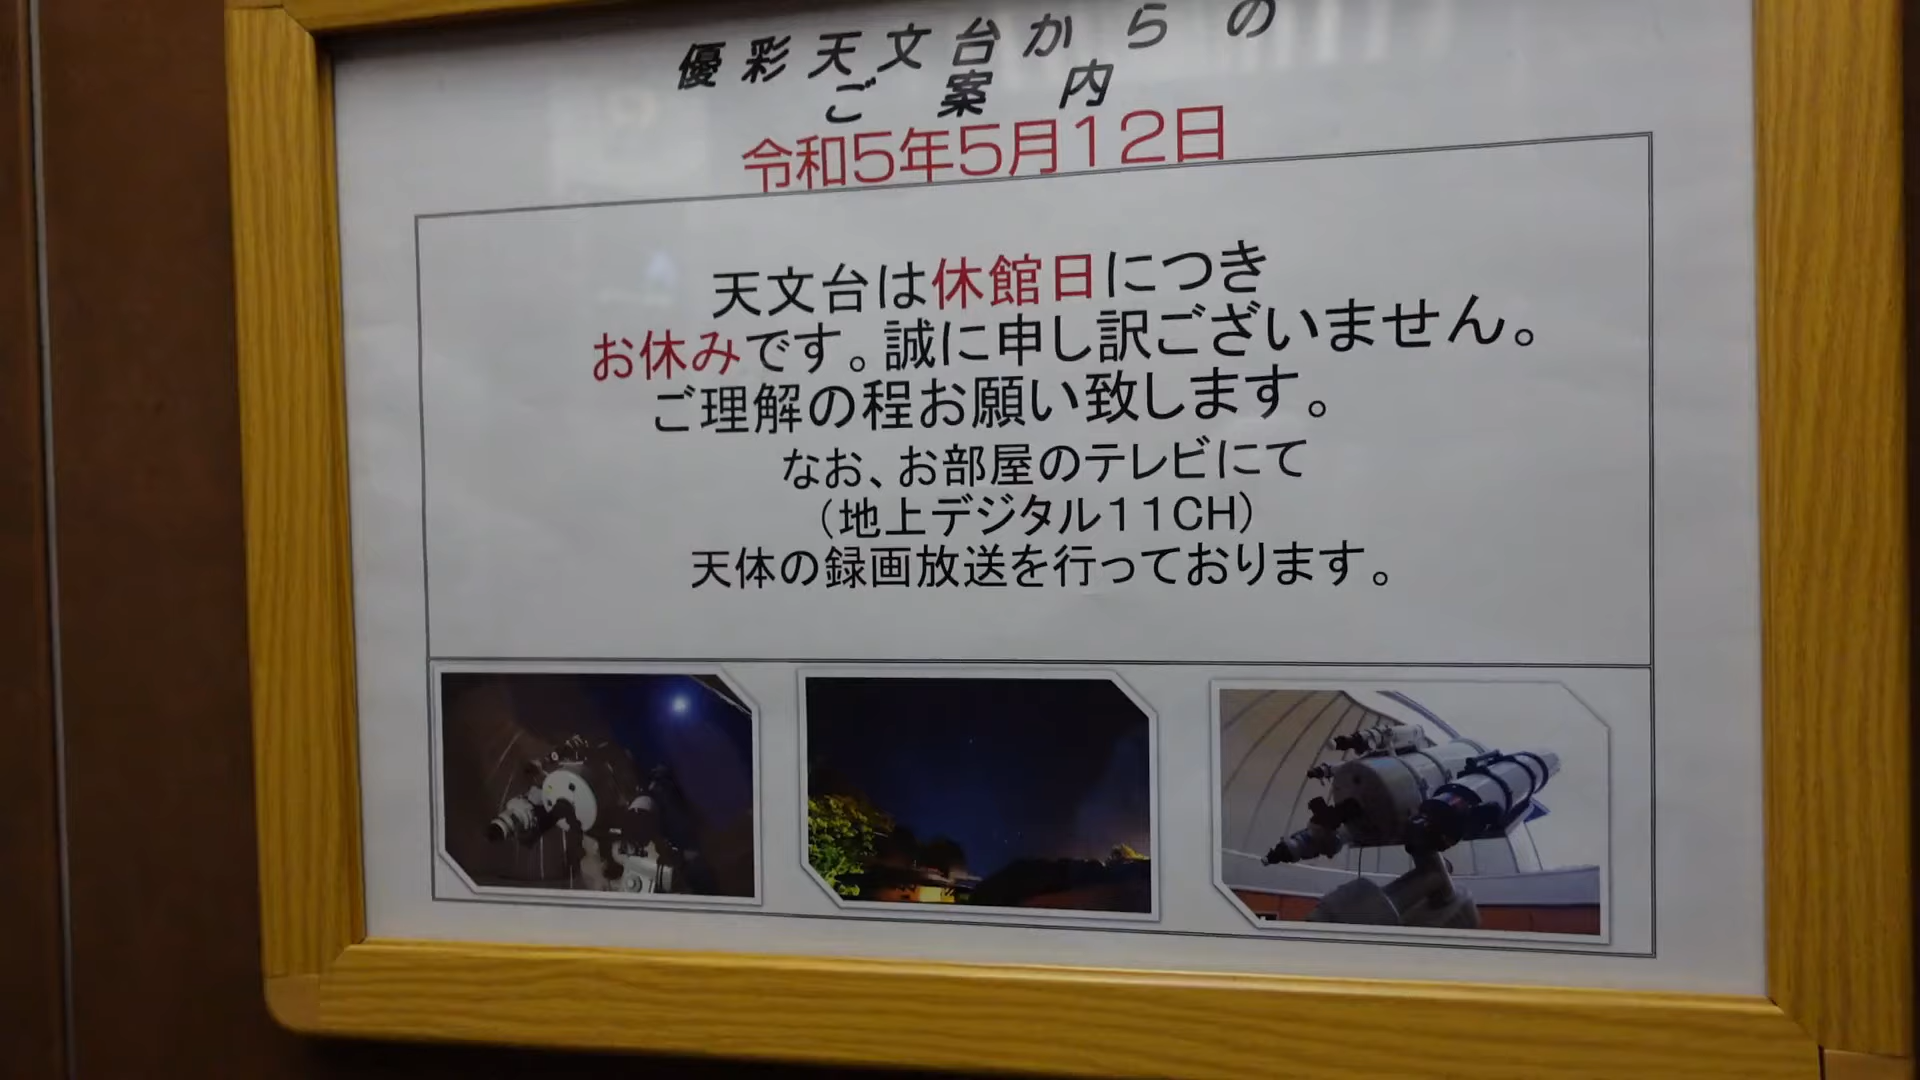 優彩天文台からの
ご案内
令和5年5月12日
天文台は休館日につき
お休みです。誠に申し訳ございません。
ご理解の程お願い致します。
なお、お部屋のテレビにて
（地上デジタル11CH）
天体の録画放送を行っております。